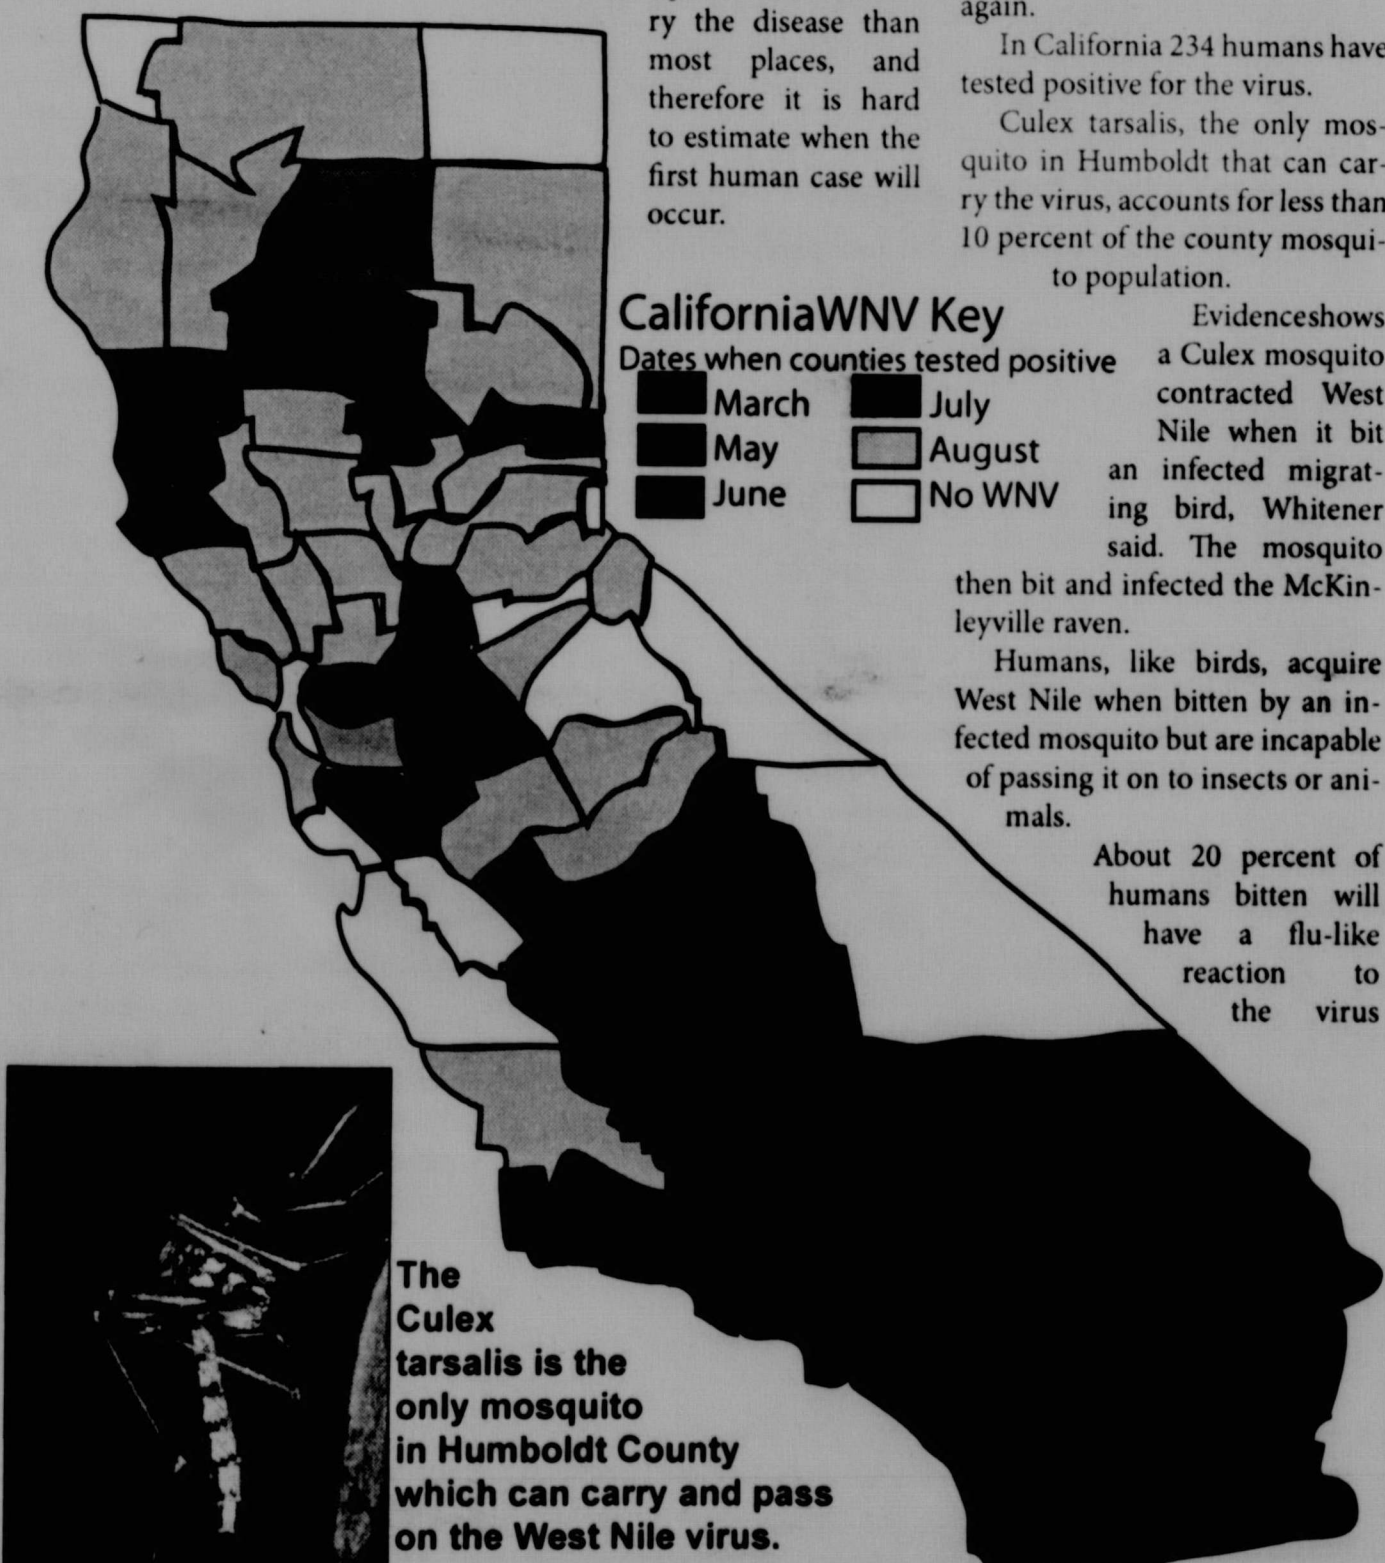 ry the disease than
most places, and
therefore it is hard
to estimate when the
first human case will
occur.
again.
In California 234 humans have
tested positive for the virus.
Culex tarsalis, the only mos-
quito in Humboldt that can car-
ry the virus, accounts for less than
10 percent of the county mosqui-
to population.
Evidenceshows
a Culex mosquito
contracted West
Nile when it bit
an infected migrat-
ing bird, Whitener
said. The mosquito
then bit and infected the McKin-
leyville raven.
Humans, like birds, acquire
West Nile when bitten by an in-
fected mosquito but are incapable
of passing it on to insects or ani-
mals.
About 20 percent of
humans bitten will
have a flu-like
reaction to
the virus
CaliforniaWNV Key
Dates when counties tested positive
March
May
June
July
August
No WNV
The
Culex
tarsalis is the
only mosquito
in Humboldt County
which can carry and pass
on the West Nile virus.